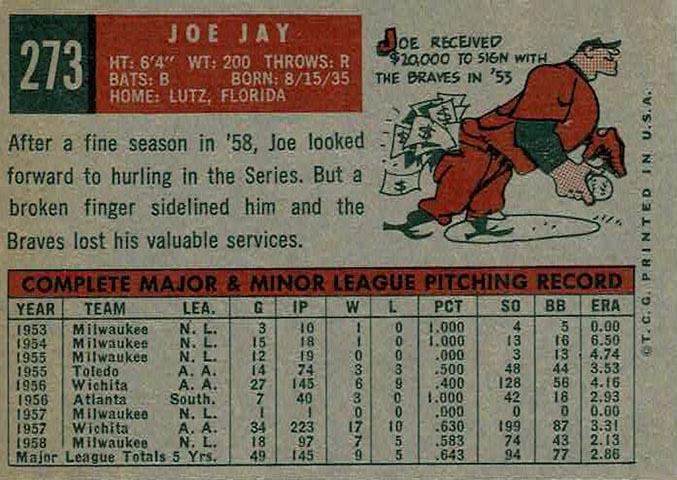 273
JOE JAY
HT: 6'4" WT: 200 THROWS: R
BATS: B BORN: 8/15/35
HOME: LUTZ, FLORIDA
JOE RECEIVED
$20,000 TO SIGN WITH
THE BRAVES IN '53
After a fine season in '58, Joe looked
forward to hurling in the Series. But a
broken finger sidelined him and the
Braves lost his valuable services.
COMPLETE MAJOR & MINOR LEAGUE PITCHING RECORD
YEAR TEAM LEA. G IP W L PCT SO BB ERA
1953 Milwaukee N. L. 3 10 1 0 1.000 4 5 0.00
1954 Milwaukee N. L. 15 18 1 0 1.000 13 16 6.50
1955 Milwaukee N. L. 12 19 0 0 .000 3 13 4.74
1955 Toledo A. A. 14 74 3 3 .500 48 44 3.53
1956 Wichita A. A. 27 145 6 9 .400 128 56 4.16
1956 Atlanta South. 7 40 3 0 1.000 42 18 2.93
1957 Milwaukee N. L. 1 1 0 0 .000 0 0 0.00
1957 Wichita A. A. 34 223 17 10 .630 199 87 3.31
1958 Milwaukee N. L. 18 97 7 5 .583 74 43 2.13
Major League Totals 5 Yrs. 49 145 9 5 .643 94 77 2.86
© T. C. G. PRINTED IN U.S.A.
$
$
$